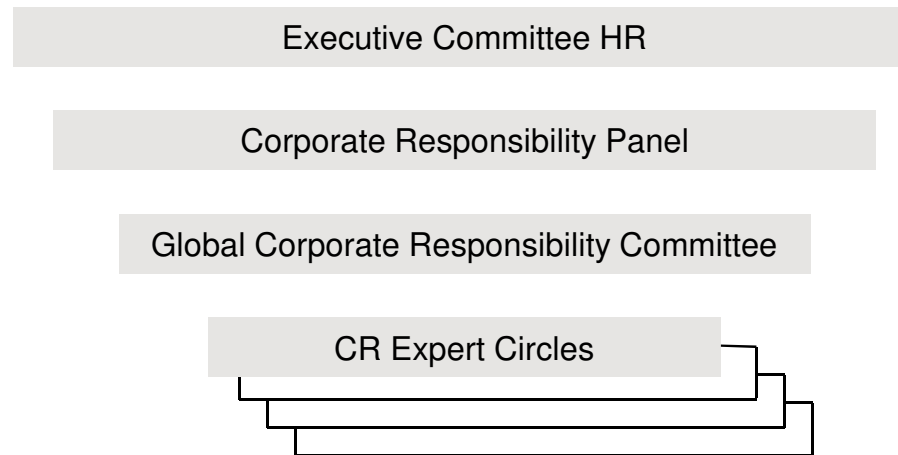 Executive Committee HR
Corporate Responsibility Panel
Global Corporate Responsibility Committee
CR Expert Circles